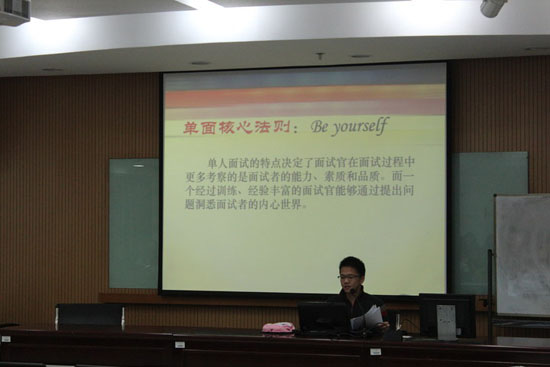 单面核心法则：Be yourself
单人面试的特点决定了面试官在面试过程中
更多考察的是面试者的能力、素质和品质。而一
个经过训练、经验丰富的面试官能够通过提出问
题洞悉面试者的内心世界。